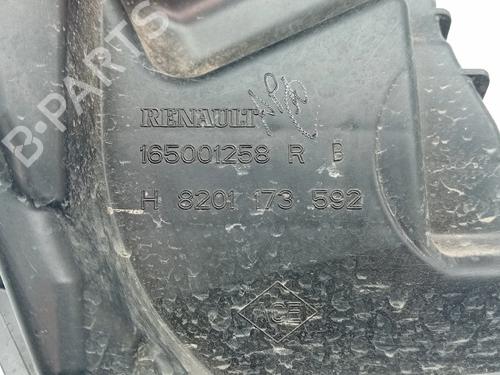 B-PARTS
RENAULT
165001258 R B
H 8201 173 592